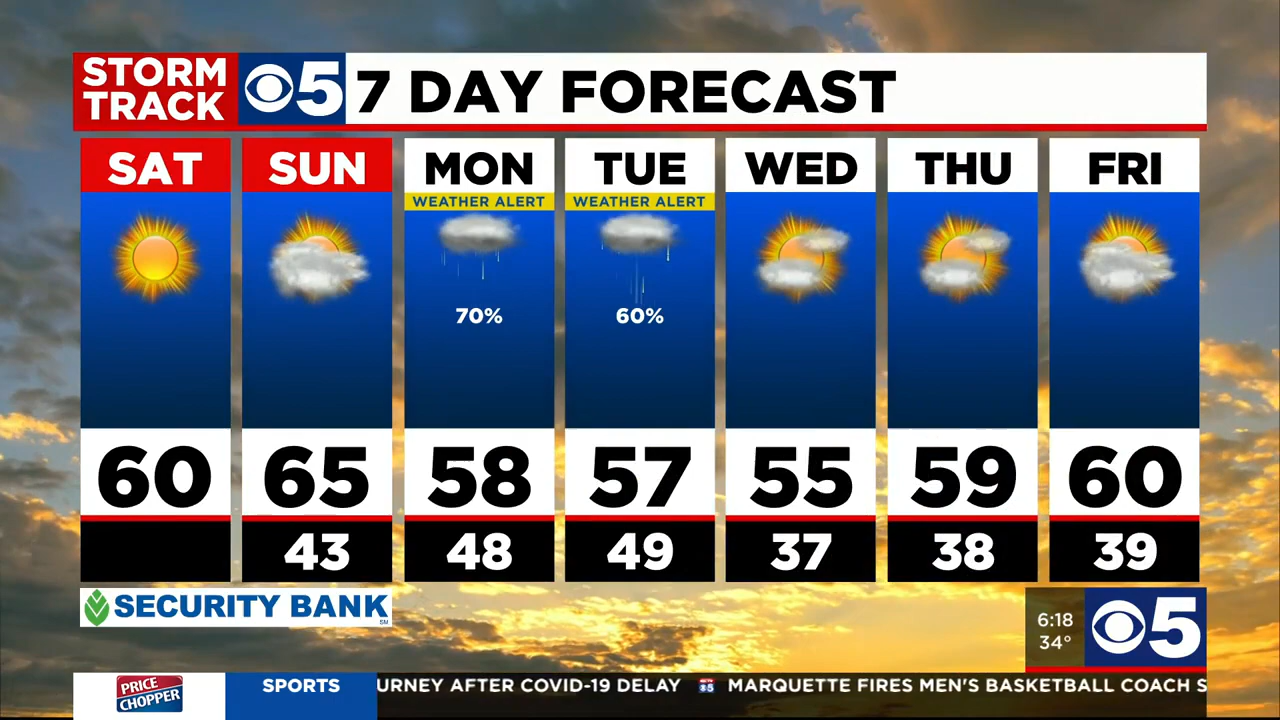 STORM
TRACK
5
7 DAY FORECAST
SAT SUN MON TUE WED THU FRI
WEATHER ALERT WEATHER ALERT
70% 60%
60 65 58 57 55 59 60
43 48 49 37 38 39
SECURITY BANK
SM
6:18
34°
5
PRICE
CHOPPER
SPORTS
URNEY AFTER COVID-19 DELAY MARQUETTE FIRES MEN'S BASKETBALL COACH S